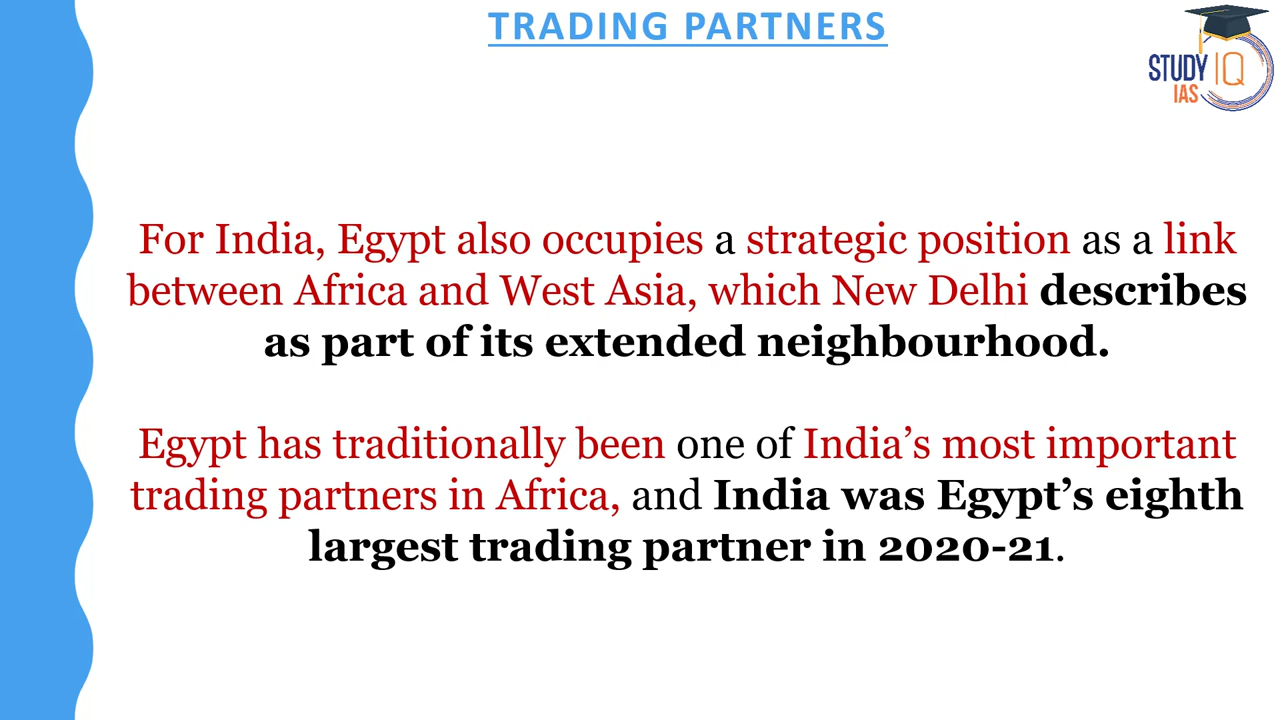 TRADING PARTNERS
STUDY IQ
IAS
For India, Egypt also occupies a strategic position as a link
between Africa and West Asia, which New Delhi describes
as part of its extended neighbourhood.
Egypt has traditionally been one of India’s most important
trading partners in Africa, and India was Egypt’s eighth
largest trading partner in 2020-21.